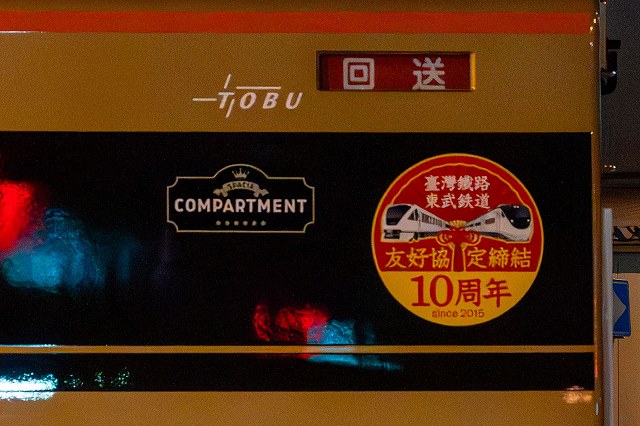 回送
TOBU
SPACIA
COMPARTMENT
臺灣鐵路
東武鉄道
友好協定締結
10周年
since 2015